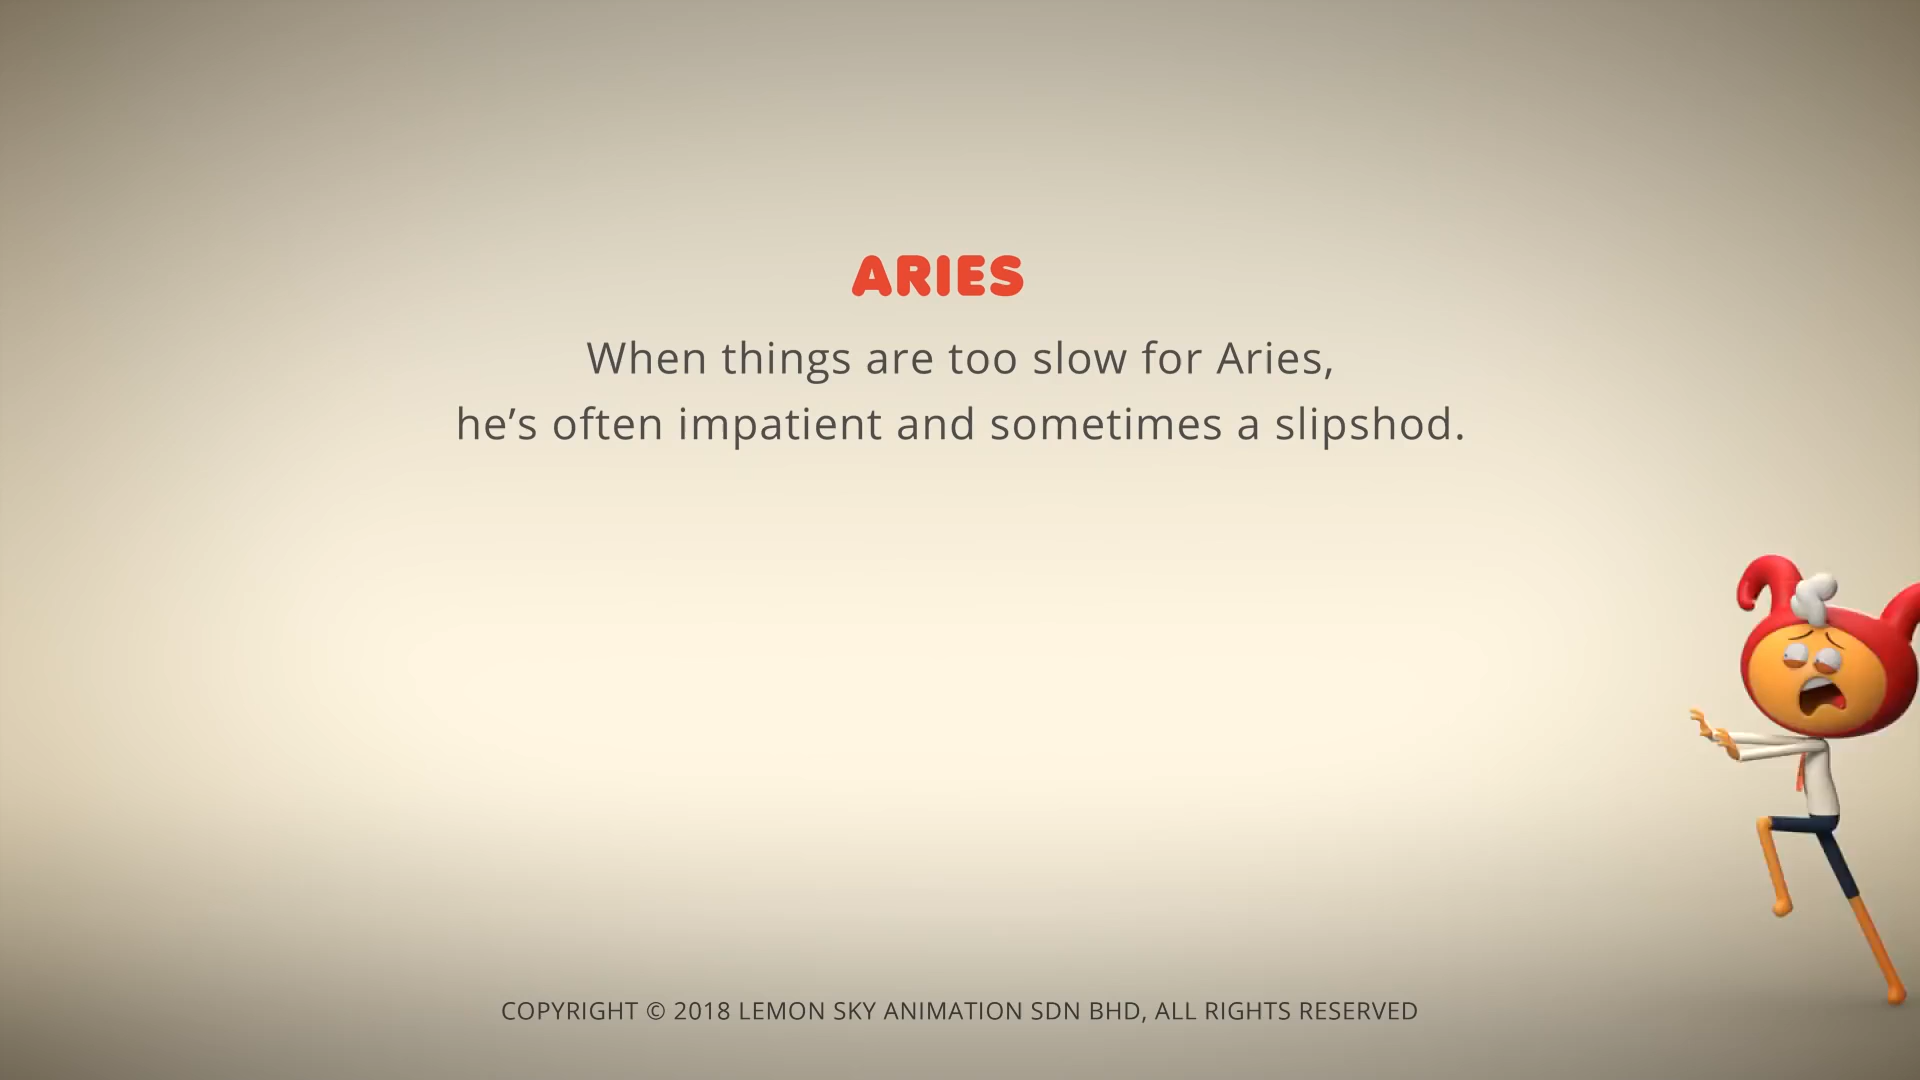 ARIES
When things are too slow for Aries,
he’s often impatient and sometimes a slipshod.
COPYRIGHT © 2018 LEMON SKY ANIMATION SDN BHD, ALL RIGHTS RESERVED